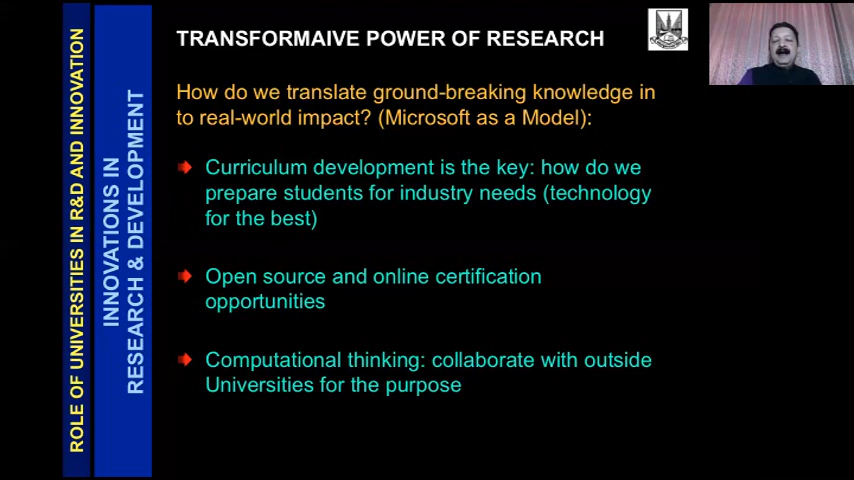 ROLE OF UNIVERSITIES IN R&D AND INNOVATION
INNOVATIONS IN
RESEARCH & DEVELOPMENT
TRANSFORMAIVE POWER OF RESEARCH
How do we translate ground-breaking knowledge in
to real-world impact? (Microsoft as a Model):
Curriculum development is the key: how do we
prepare students for industry needs (technology
for the best)
Open source and online certification
opportunities
Computational thinking: collaborate with outside
Universities for the purpose